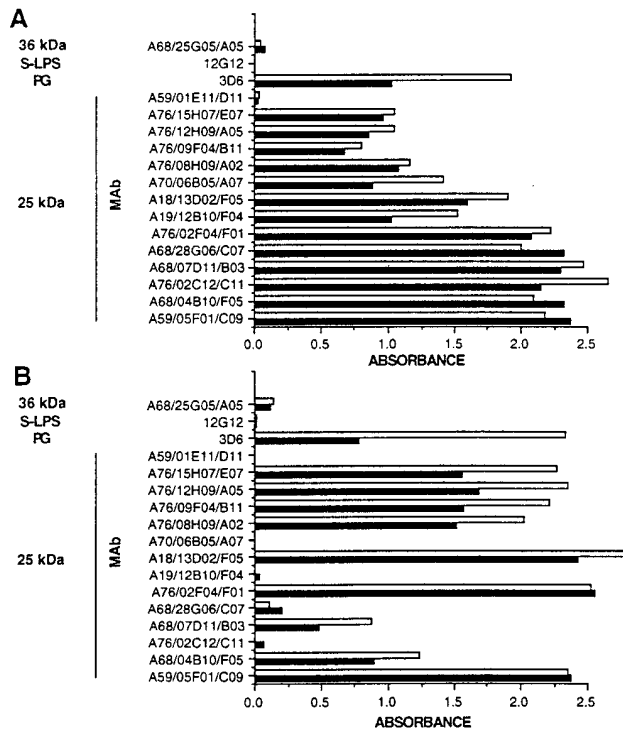 A
36 kDa A68/25G05/A05
S-LPS 12G12
PG 3D6
A59/01E11/D11
A76/15H07/E07
A76/12H09/A05
A76/09F04/B11
A76/08H09/A02
A70/06B05/A07
25 kDa MAb A18/13D02/F05
A19/12B10/F04
A76/02F04/F01
A68/28G06/C07
A68/07D11/B03
A76/02C12/C11
A68/04B10/F05
A59/05F01/C09
0.0 0.5 1.0 1.5 2.0 2.5
ABSORBANCE
B
36 kDa A68/25G05/A05
S-LPS 12G12
PG 3D6
A59/01E11/D11
A76/15H07/E07
A76/12H09/A05
A76/09F04/B11
A76/08H09/A02
A70/06B05/A07
25 kDa MAb A18/13D02/F05
A19/12B10/F04
A76/02F04/F01
A68/28G06/C07
A68/07D11/B03
A76/02C12/C11
A68/04B10/F05
A59/05F01/C09
0.0 0.5 1.0 1.5 2.0 2.5
ABSORBANCE